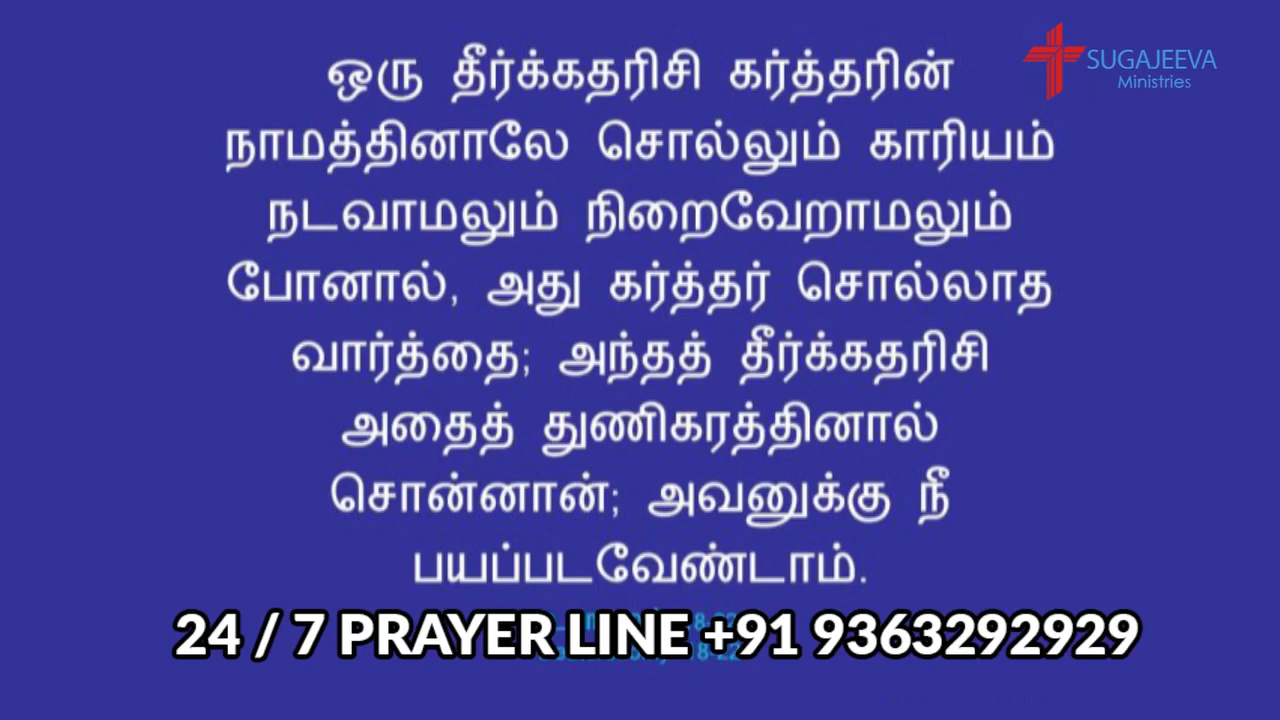 SUGAJEEVA
Ministries
ஒரு தீர்க்கதரிசி கர்த்தரின்
நாமத்தினாலே சொல்லும் காரியம்
நடவாமலும் நிறைவேறாமலும்
போனால், அது கர்த்தர் சொல்லாத
வார்த்தை; அந்தத் தீர்க்கதரிசி
அதைத் துணிகரத்தினால்
சொன்னான்; அவனுக்கு நீ
பயப்படவேண்டாம்.
24 / 7 PRAYER LINE +91 9363292929